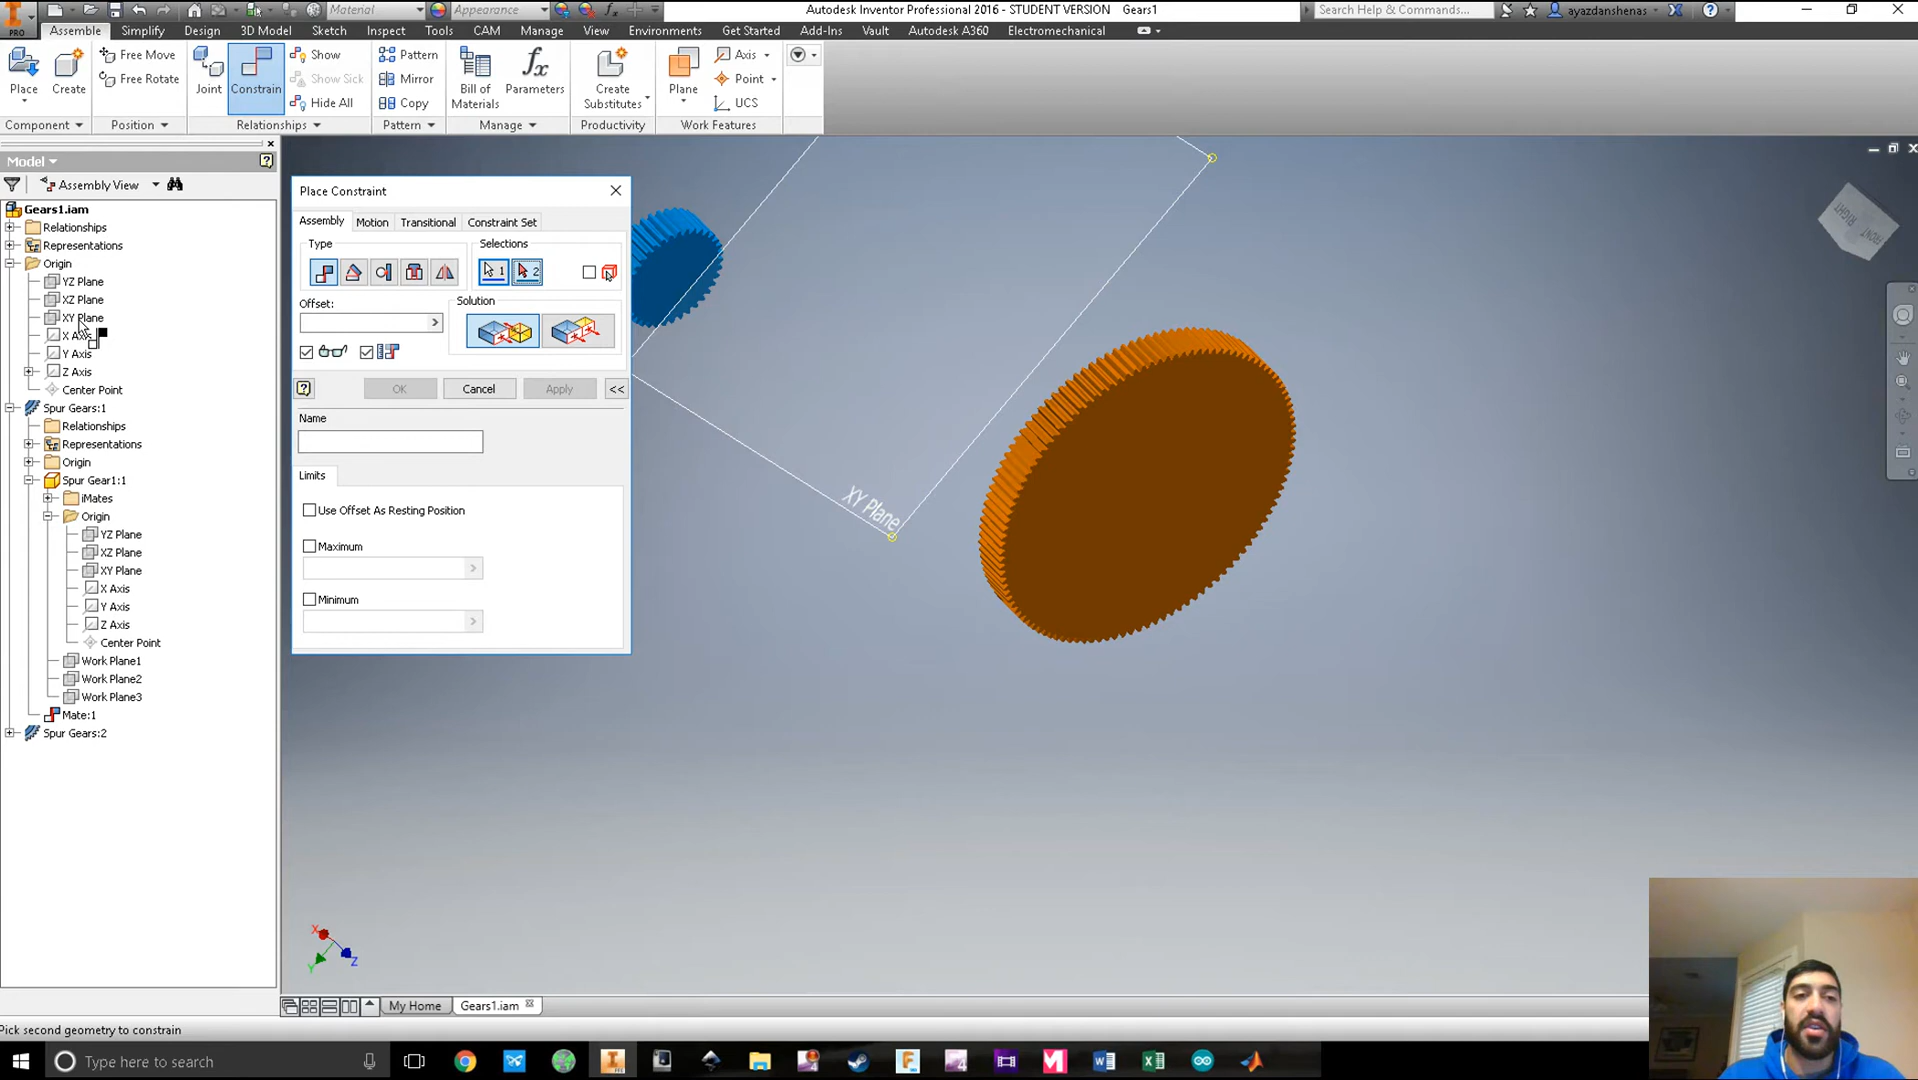 Material
Appearance
Autodesk Inventor Professional 2016 - STUDENT VERSION Gears1
Search Help & Commands...
ayazdanshenas
PRO
Assemble Simplify Design 3D Model Sketch Inspect Tools CAM Manage View Environments Get Started Add-Ins Vault Autodesk A360 Electromechanical
Place
Create
Free Move
Free Rotate
Joint
Constrain
Show
Show Sick
Hide All
Pattern
Mirror
Copy
Bill of Materials
Parameters
Create Substitutes
Plane
Axis
Point
UCS
Component
Position
Relationships
Pattern
Manage
Productivity
Work Features
Model
Assembly View
Gears1.iam
Relationships
Representations
Origin
YZ Plane
XZ Plane
XY Plane
X Axis
Y Axis
Z Axis
Center Point
Spur Gears:1
Relationships
Representations
Origin
Spur Gear1:1
iMates
Origin
YZ Plane
XZ Plane
XY Plane
X Axis
Y Axis
Z Axis
Center Point
Work Plane1
Work Plane2
Work Plane3
Mate:1
Spur Gears:2
Place Constraint
Assembly Motion Transitional Constraint Set
Type
Selections
1
2
Offset:
Solution
OK
Cancel
Apply
<<
Name
Limits
Use Offset As Resting Position
Maximum
Minimum
XY Plane
RIGHT
FRONT
X
Y
Z
My Home
Gears1.iam
Pick second geometry to constrain
Type here to search